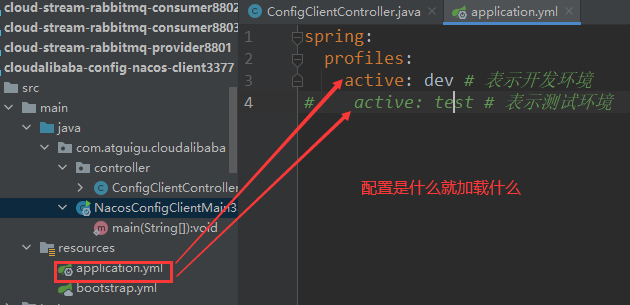 cloud-stream-rabbitmq-consumer8802
cloud-stream-rabbitmq-consumer8803
cloud-stream-rabbitmq-provider8801
cloudalibaba-config-nacos-client3377
src
main
java
com.atguigu.cloudalibaba
controller
ConfigClientController
NacosConfigClientMain3
main(String[]):void
resources
application.yml
bootstrap.yml
ConfigClientController.java
application.yml
1 spring:
2 profiles:
3 active: dev # 表示开发环境
4 # active: test # 表示测试环境
配置是什么就加载什么